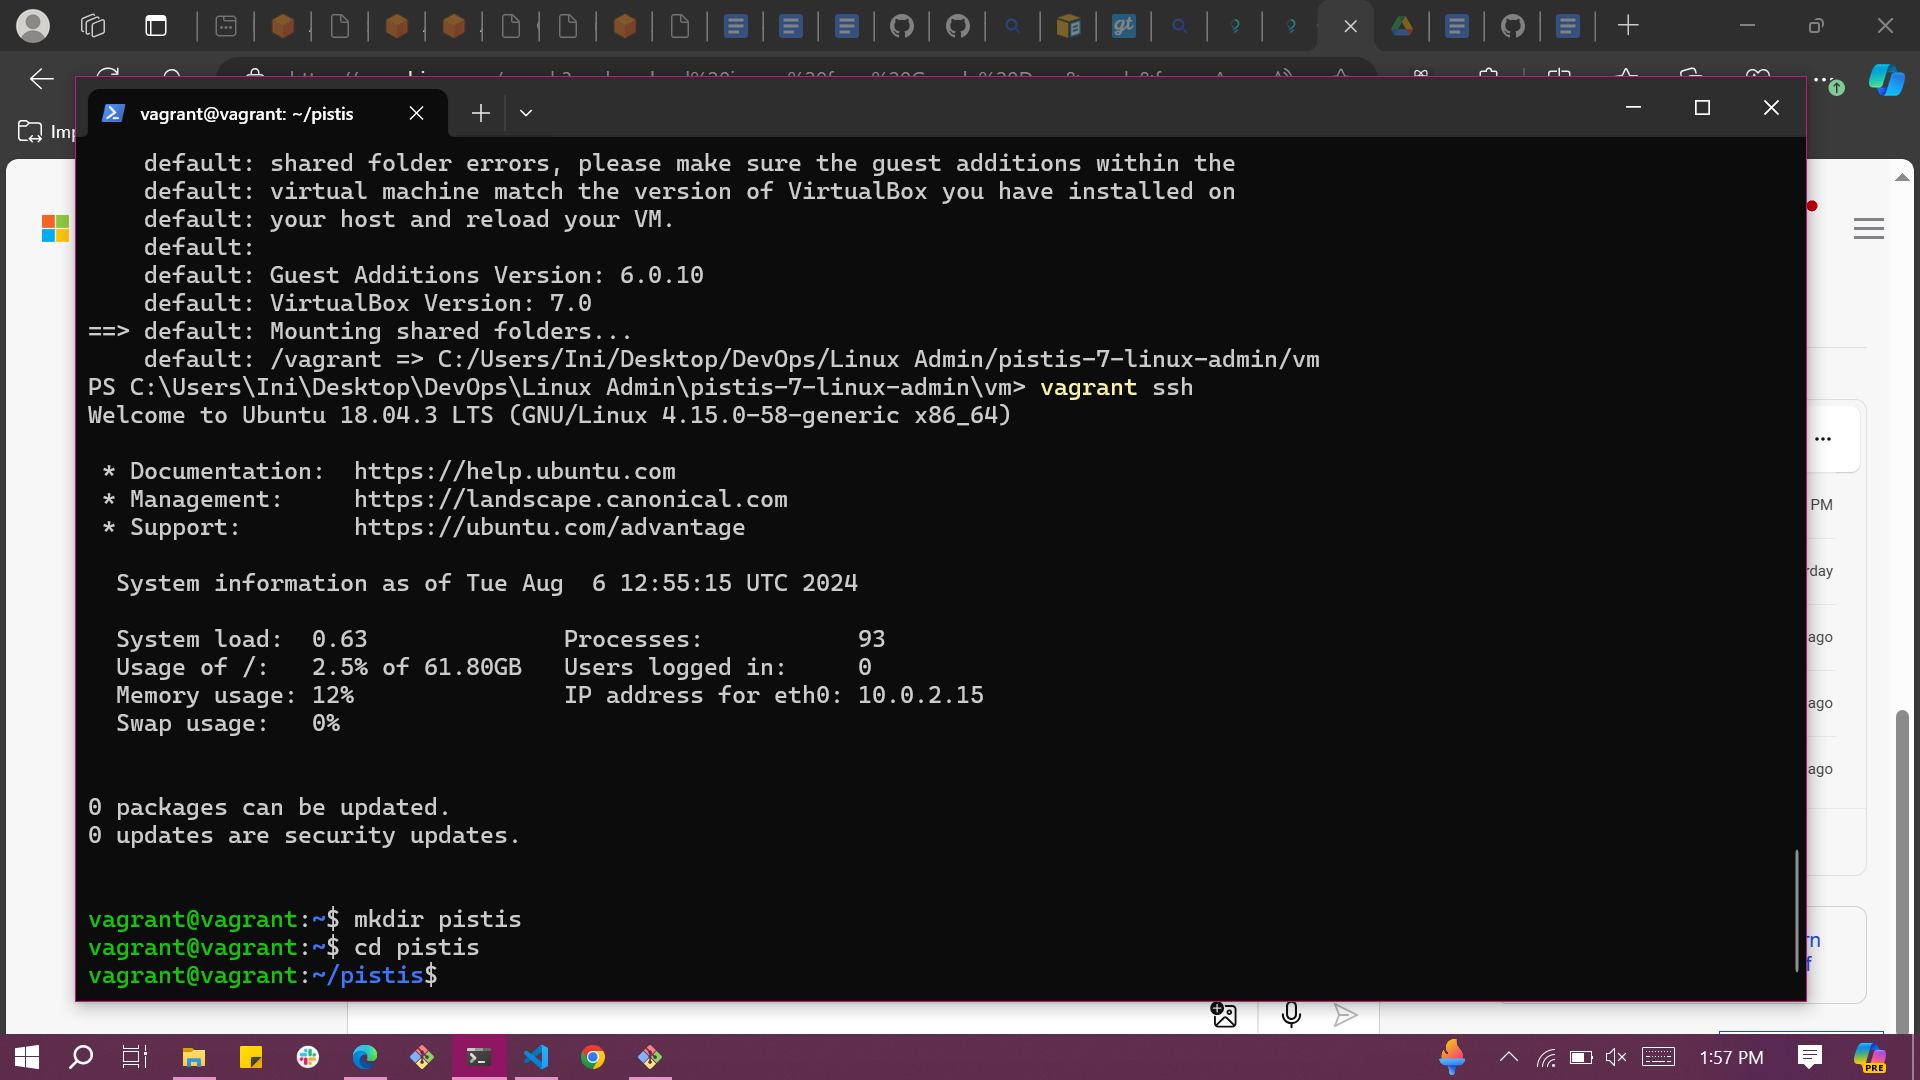 Imp
vagrant@vagrant: ~/pistis
default: shared folder errors, please make sure the guest additions within the
default: virtual machine match the version of VirtualBox you have installed on
default: your host and reload your VM.
default:
default: Guest Additions Version: 6.0.10
default: VirtualBox Version: 7.0
==> default: Mounting shared folders...
default: /vagrant => C:/Users/Ini/Desktop/DevOps/Linux Admin/pistis-7-linux-admin/vm
PS C:\Users\Ini\Desktop\DevOps\Linux Admin\pistis-7-linux-admin\vm> vagrant ssh
Welcome to Ubuntu 18.04.3 LTS (GNU/Linux 4.15.0-58-generic x86_64)
* Documentation:  https://help.ubuntu.com
* Management:     https://landscape.canonical.com
* Support:        https://ubuntu.com/advantage
System information as of Tue Aug  6 12:55:15 UTC 2024
System load:  0.63              Processes:           93
Usage of /:   2.5% of 61.80GB   Users logged in:     0
Memory usage: 12%               IP address for eth0: 10.0.2.15
Swap usage:   0%
0 packages can be updated.
0 updates are security updates.
vagrant@vagrant:~$ mkdir pistis
vagrant@vagrant:~$ cd pistis
vagrant@vagrant:~/pistis$
PM
rday
ago
ago
ago
rn
f
gt
1:57 PM
PRE